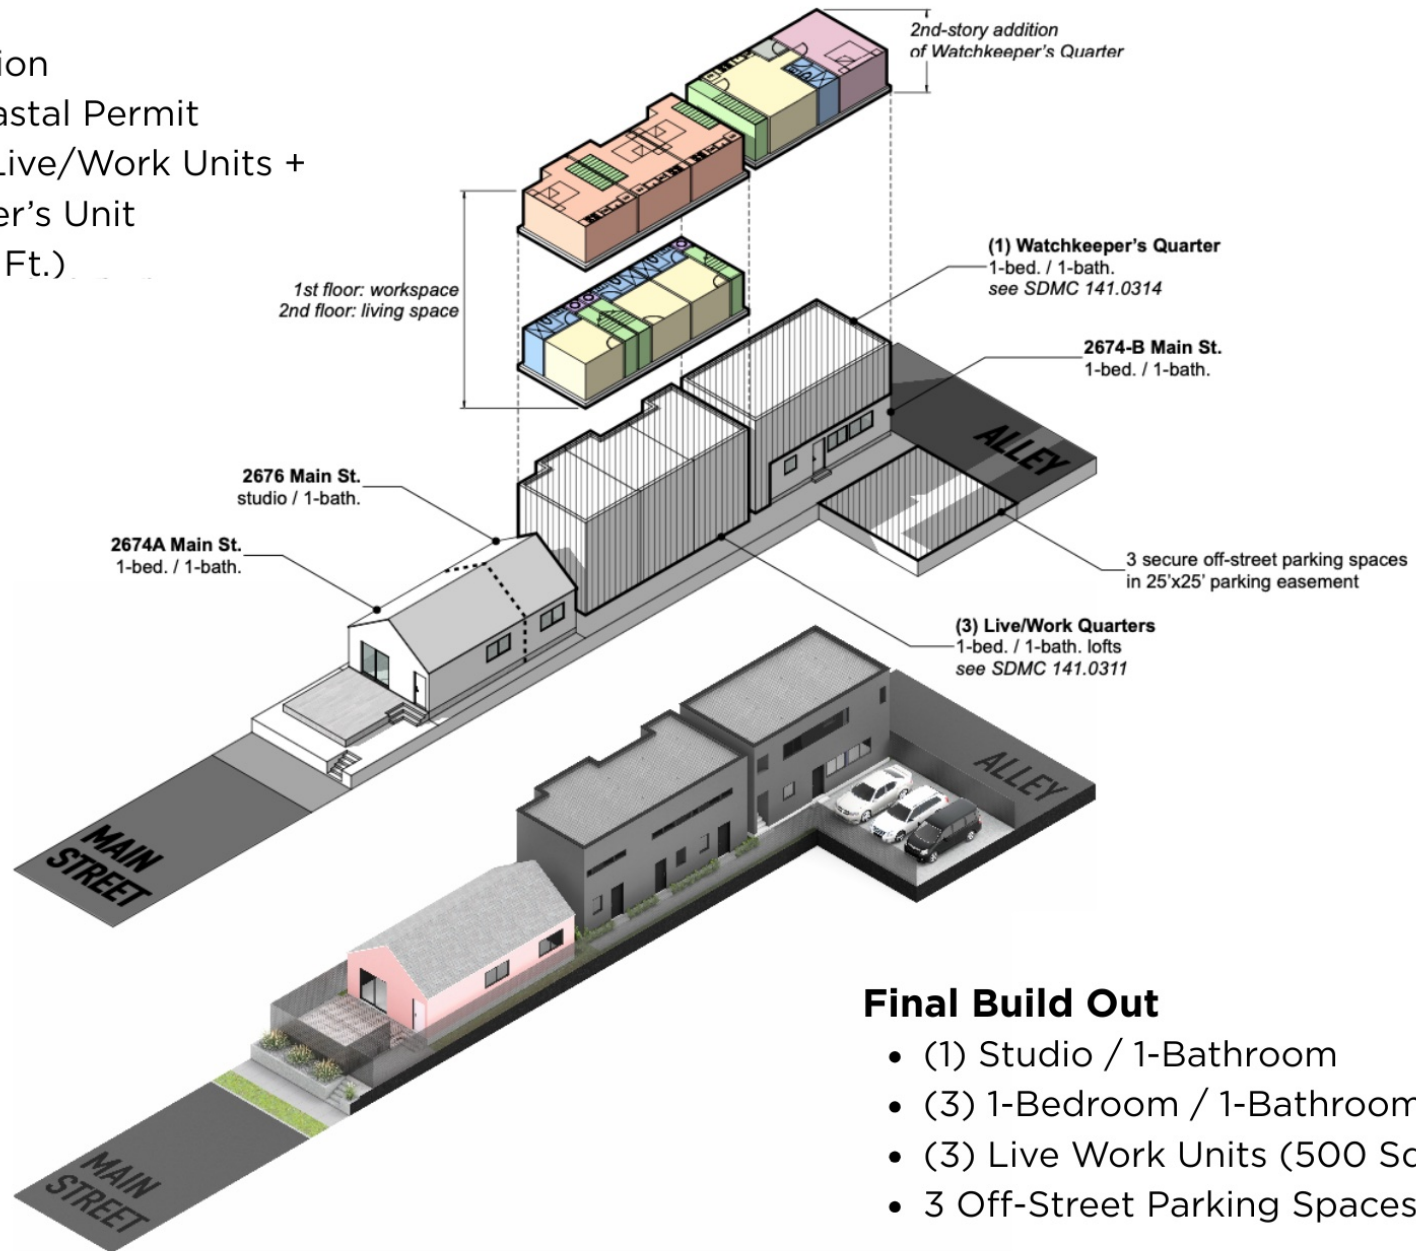 ion
astal Permit
Live/Work Units +
er's Unit
Ft.)
2nd-story addition
of Watchkeeper's Quarter
1st floor: workspace
2nd floor: living space
(1) Watchkeeper's Quarter
1-bed. / 1-bath.
see SDMC 141.0314
2674-B Main St.
1-bed. / 1-bath.
ALLEY
2676 Main St.
studio / 1-bath.
2674A Main St.
1-bed. / 1-bath.
3 secure off-street parking spaces
in 25'x25' parking easement
(3) Live/Work Quarters
1-bed. / 1-bath. lofts
see SDMC 141.0311
MAIN
STREET
ALLEY
Final Build Out
• (1) Studio / 1-Bathroom
• (3) 1-Bedroom / 1-Bathroom
• (3) Live Work Units (500 Sq
• 3 Off-Street Parking Spaces
MAIN
STREET